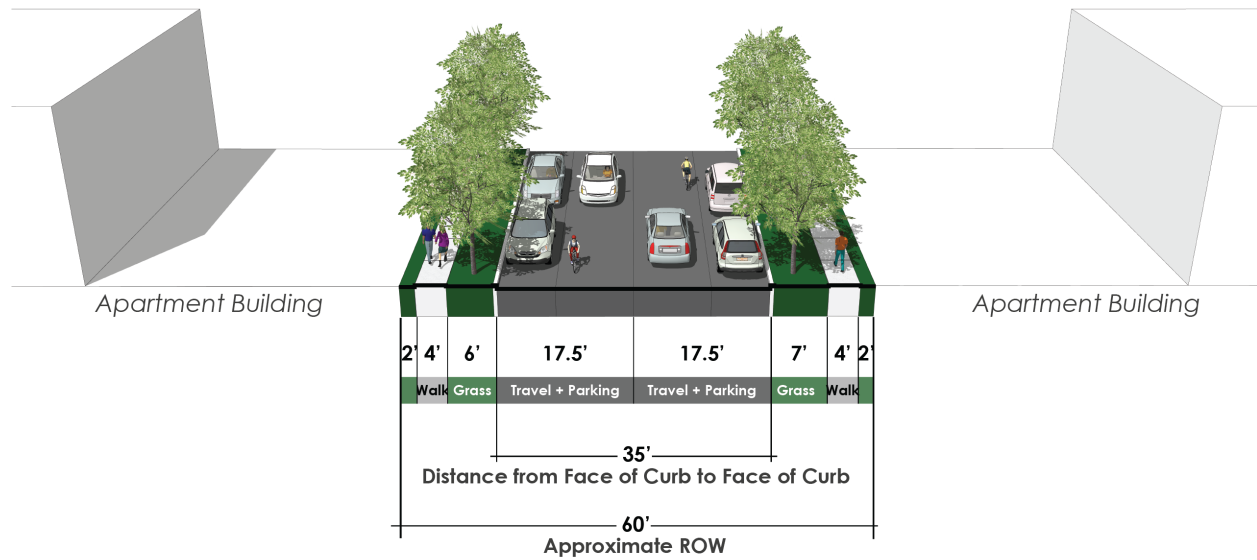 Apartment Building
Apartment Building
2’ 4’ 6’ 17.5’ 17.5’ 7’ 4’ 2’
Walk Grass Travel + Parking Travel + Parking Grass Walk
35’
Distance from Face of Curb to Face of Curb
60’
Approximate ROW